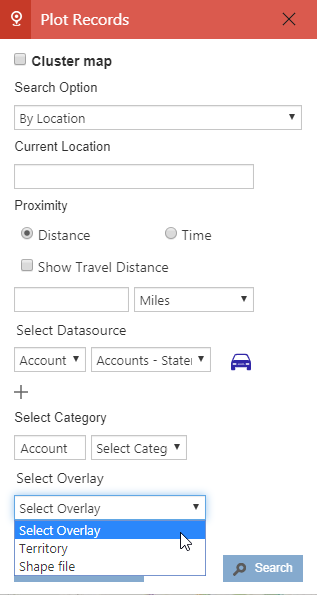 Plot Records
Cluster map
Search Option
By Location
Current Location
Proximity
Distance Time
Show Travel Distance
Miles
Select Datasource
Account Accounts - Stater
Select Category
Account Select Categ
Select Overlay
Select Overlay
Select Overlay
Territory
Shape file
Search